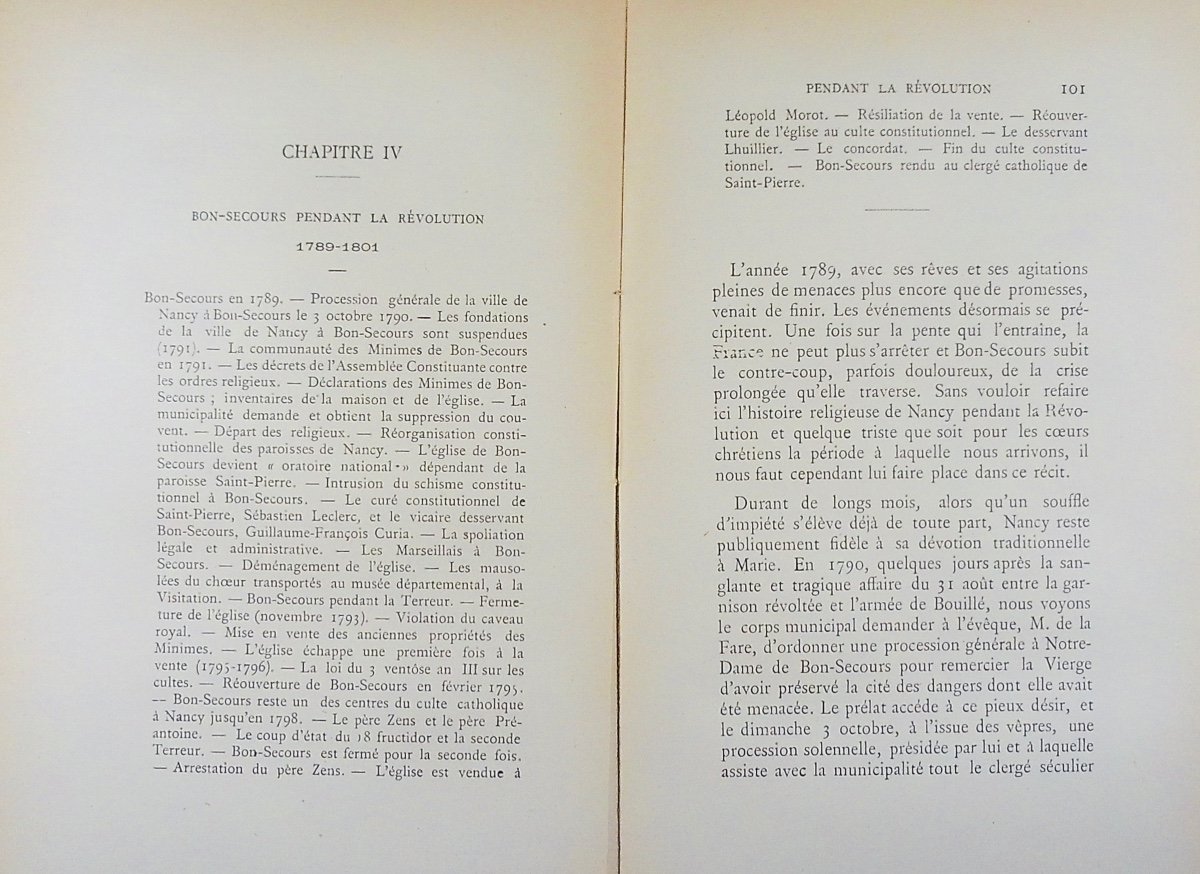 CHAPITRE IV
BON-SECOURS PENDANT LA RÉVOLUTION
1789-1801
Bon-Secours en 1789. — Procession générale de la ville de
Nancy à Bon-Secours le 3 octobre 1790. — Les fondations
de la ville de Nancy à Bon-Secours sont suspendues
(1791). — La communauté des Minimes de Bon-Secours
en 1791. — Les décrets de l'Assemblée Constituante contre
les ordres religieux. — Déclarations des Minimes de Bon-
Secours ; inventaires de la maison et de l'église. — La
municipalité demande et obtient la suppression du cou-
vent. — Départ des religieux. — Réorganisation consti-
tutionnelle des paroisses de Nancy. — L'église de Bon-
Secours devient « oratoire national » dépendant de la
paroisse Saint-Pierre. — Intrusion du schisme constitu-
tionnel à Bon-Secours. — Le curé constitutionnel de
Saint-Pierre, Sébastien Leclerc, et le vicaire desservant
Bon-Secours, Guillaume-François Curia. — La spoliation
légale et administrative. — Les Marseillais à Bon-
Secours. — Déménagement de l'église. — Les mauso-
lées du chœur transportés au musée départemental, à la
Visitation. — Bon-Secours pendant la Terreur. — Ferme-
ture de l'église (novembre 1793). — Violation du caveau
royal. — Mise en vente des anciennes propriétés des
Minimes. — L'église échappe une première fois à la
vente (1795-1796). — La loi du 3 ventôse an III sur les
cultes. — Réouverture de Bon-Secours en février 1795.
— Bon-Secours reste un des centres du culte catholique
à Nancy jusqu'en 1798. — Le père Zens et le père Pré-
antoine. — Le coup d'état du 18 fructidor et la seconde
Terreur. — Bon-Secours est fermé pour la seconde fois.
— Arrestation du père Zens. — L'église est vendue à
PENDANT LA RÉVOLUTION 101
Léopold Morot. — Résiliation de la vente. — Réouver-
ture de l'église au culte constitutionnel. — Le desservant
Lhuillier. — Le concordat. — Fin du culte constitu-
tionnel. — Bon-Secours rendu au clergé catholique de
Saint-Pierre.
L'année 1789, avec ses rêves et ses agitations
pleines de menaces plus encore que de promesses,
venait de finir. Les événements désormais se pré-
cipitent. Une fois sur la pente qui l'entraîne, la
France ne peut plus s'arrêter et Bon-Secours subit
le contre-coup, parfois douloureux, de la crise
prolongée qu'elle traverse. Sans vouloir refaire
ici l'histoire religieuse de Nancy pendant la Révo-
lution et quelque triste que soit pour les cœurs
chrétiens la période à laquelle nous arrivons, il
nous faut cependant lui faire place dans ce récit.
Durant de longs mois, alors qu'un souffle
d'impiété s'élève déjà de toute part, Nancy reste
publiquement fidèle à sa dévotion traditionnelle
à Marie. En 1790, quelques jours après la san-
glante et tragique affaire du 31 août entre la gar-
nison révoltée et l'armée de Bouillé, nous voyons
le corps municipal demander à l'évêque, M. de la
Fare, d'ordonner une procession générale à Notre-
Dame de Bon-Secours pour remercier la Vierge
d'avoir préservé la cité des dangers dont elle avait
été menacée. Le prélat accède à ce pieux désir, et
le dimanche 3 octobre, à l'issue des vêpres, une
procession solennelle, présidée par lui et à laquelle
assiste avec la municipalité tout le clergé séculier